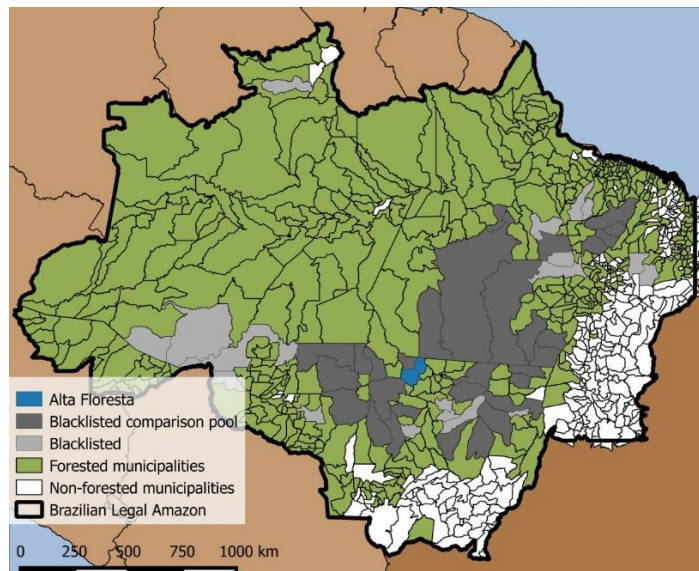 Alta Floresta
Blacklisted comparison pool
Blacklisted
Forested municipalities
Non-forested municipalities
Brazilian Legal Amazon
0 250 500 750 1000 km